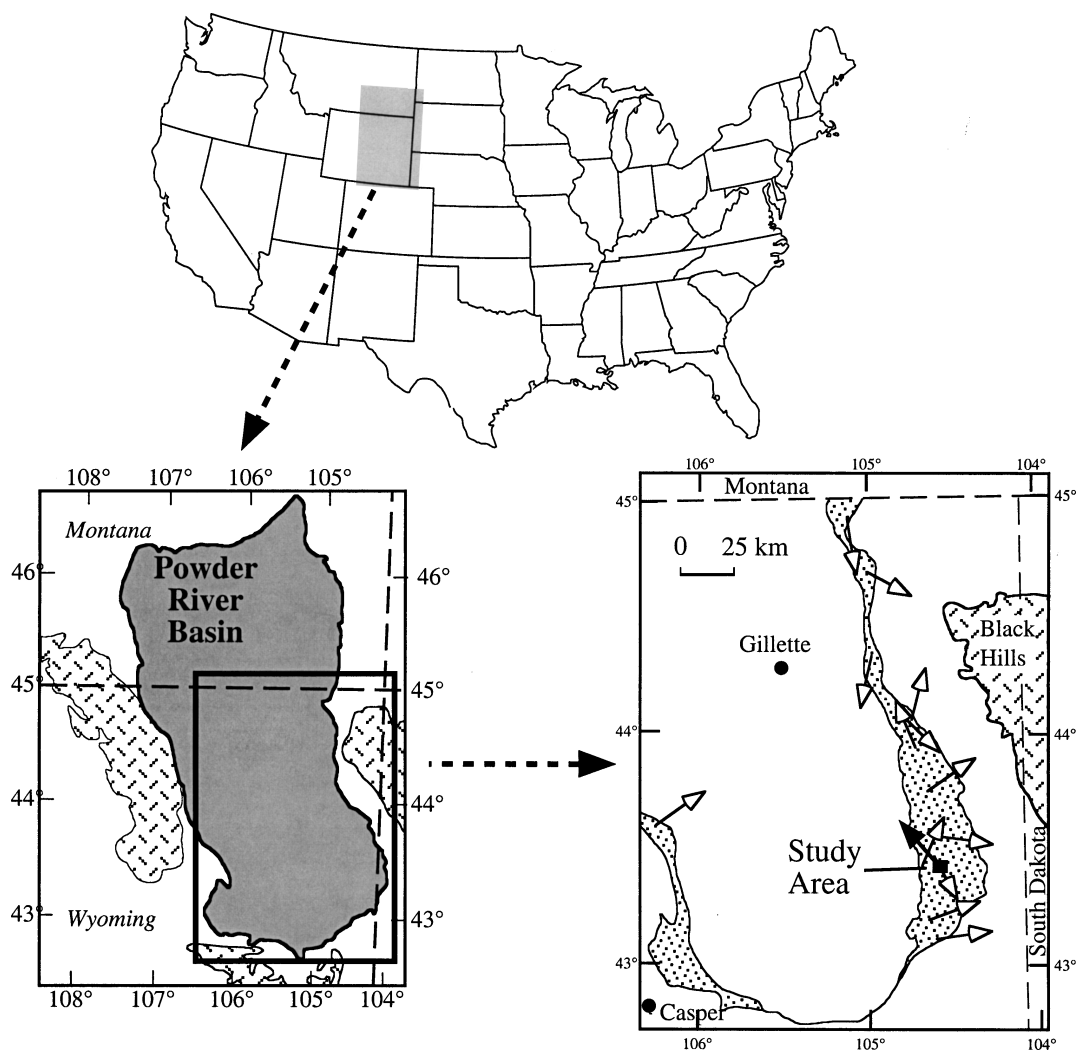 108° 107° 106° 105°
Montana
Powder
River
Basin
46° 46°
45° 45°
44° 44°
43° 43°
Wyoming
108° 107° 106° 105° 104°
106° 105° 104°
45° Montana 45°
0 25 km
Gillette
Black
Hills
44° 44°
Study
Area
South Dakota
43° 43°
Casper
106° 105° 104°